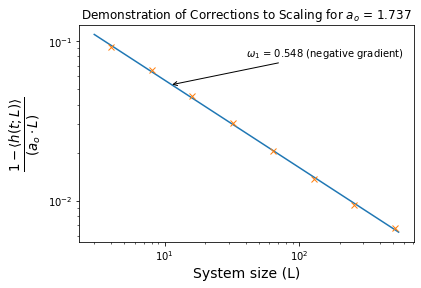 Demonstration of Corrections to Scaling for a_o = 1.737
10^{-1}
ω_1 = 0.548 (negative gradient)
1 − ⟨h(t; L)⟩
(a_o · L)
10^{-2}
10^1
10^2
System size (L)